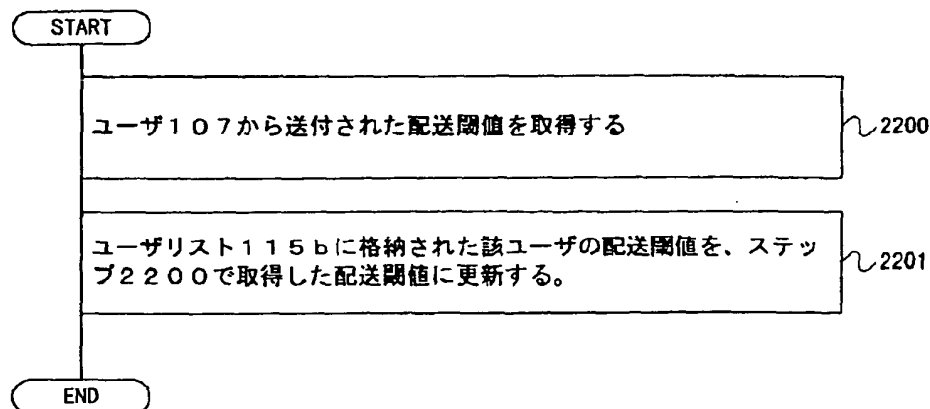 START
ユーザ１０７から送付された配送閾値を取得する
2200
ユーザリスト１１５ｂに格納された該ユーザの配送閾値を、ステッ
プ２２００で取得した配送閾値に更新する。
2201
END